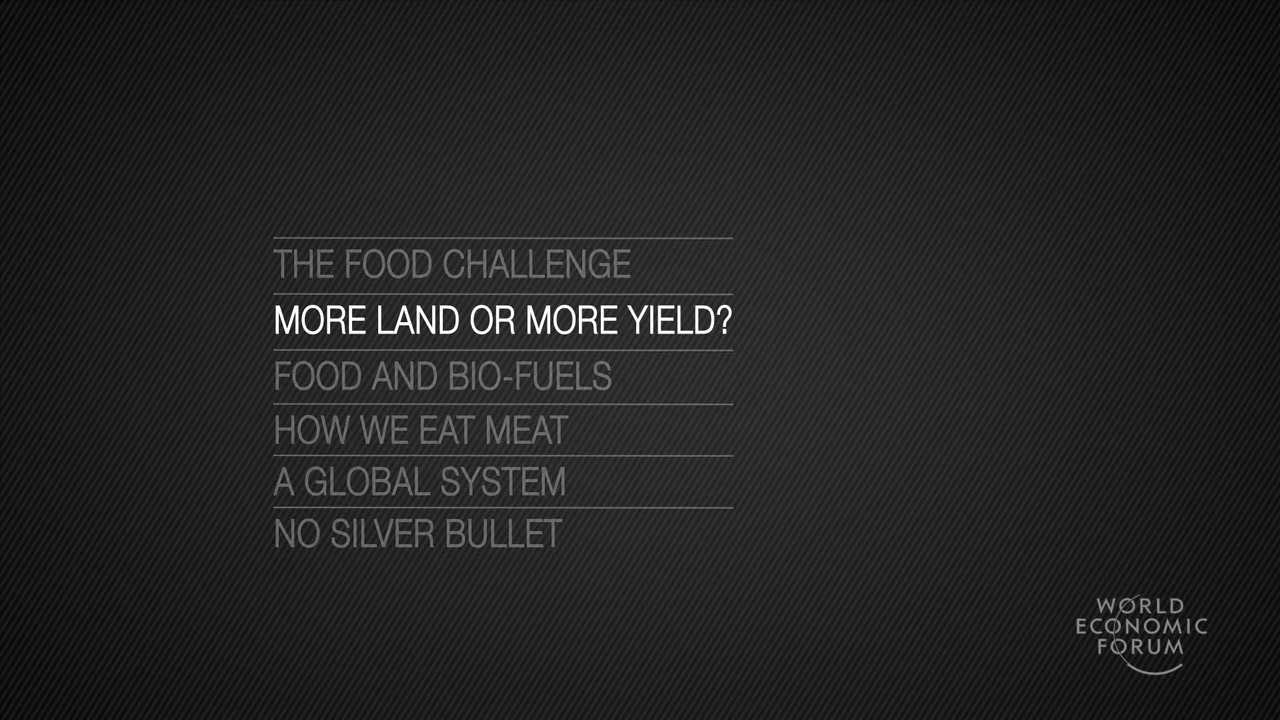 THE FOOD CHALLENGE
MORE LAND OR MORE YIELD?
FOOD AND BIO-FUELS
HOW WE EAT MEAT
A GLOBAL SYSTEM
NO SILVER BULLET
WORLD
ECONOMIC
FORUM